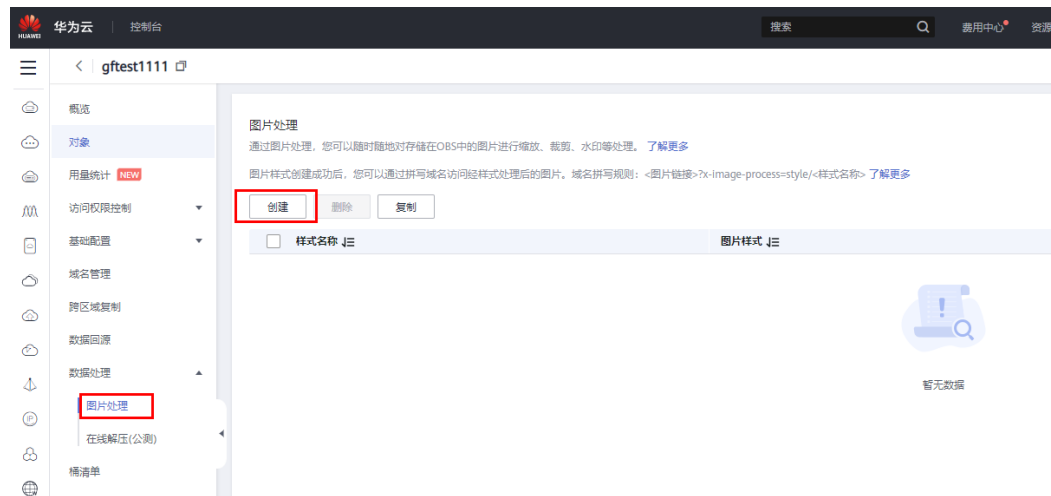 HUAWEI 华为云 控制台 搜索 费用中心 资源
gftest1111
概览
对象
用量统计 NEW
访问权限控制
基础配置
域名管理
跨区域复制
数据回源
数据处理
图片处理
在线解压(公测)
桶清单
图片处理
通过图片处理，您可以随时随地对存储在OBS中的图片进行缩放、裁剪、水印等处理。 了解更多
图片样式创建成功后，您可以通过拼写域名访问经样式处理后的图片。域名拼写规则：<图片链接>?x-image-process=style/<样式名称> 了解更多
创建 删除 复制
样式名称 图片样式
暂无数据
IP